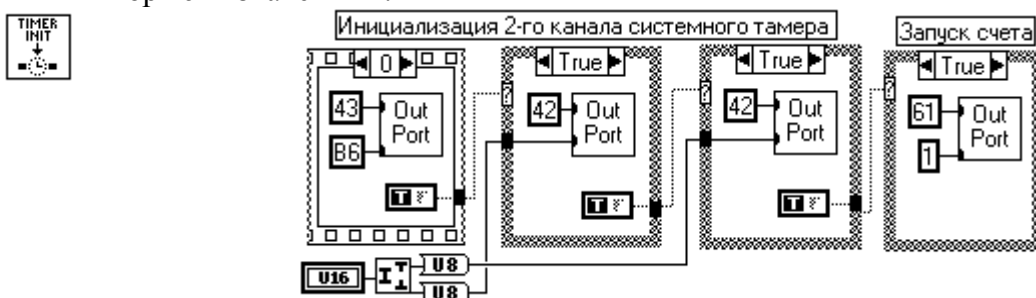 TIMER
INIT
Инициализация 2-го канала системного тамера
Запуск счета
0
True
True
True
43
B6
Out
Port
42
Out
Port
42
Out
Port
61
1
Out
Port
T
T
T
U16
U8
U8